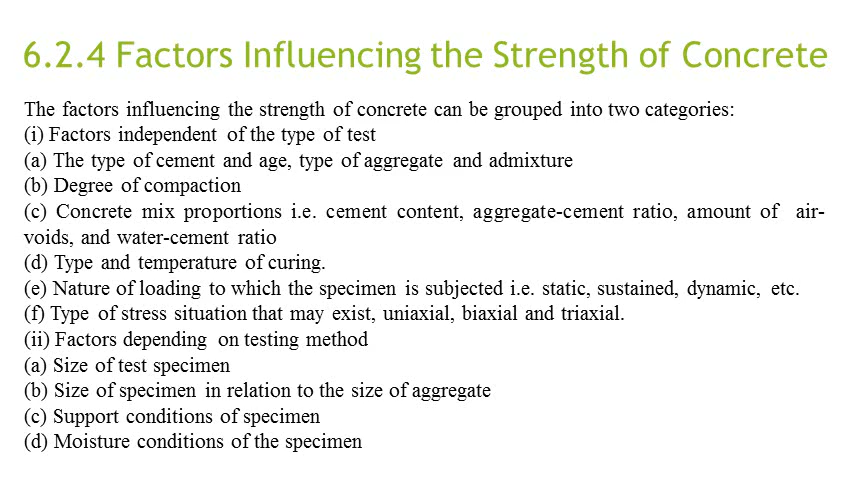 6.2.4 Factors Influencing the Strength of Concrete
The factors influencing the strength of concrete can be grouped into two categories:
(i) Factors independent of the type of test
(a) The type of cement and age, type of aggregate and admixture
(b) Degree of compaction
(c) Concrete mix proportions i.e. cement content, aggregate-cement ratio, amount of air-
voids, and water-cement ratio
(d) Type and temperature of curing.
(e) Nature of loading to which the specimen is subjected i.e. static, sustained, dynamic, etc.
(f) Type of stress situation that may exist, uniaxial, biaxial and triaxial.
(ii) Factors depending on testing method
(a) Size of test specimen
(b) Size of specimen in relation to the size of aggregate
(c) Support conditions of specimen
(d) Moisture conditions of the specimen